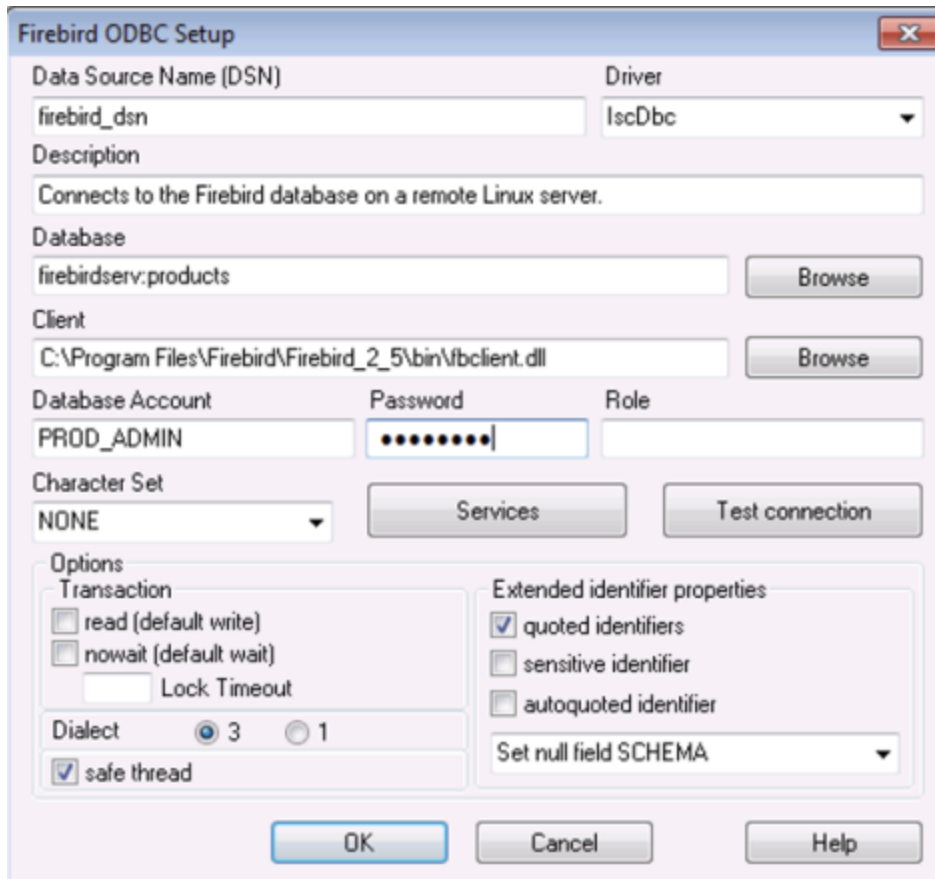 Firebird ODBC Setup
Data Source Name (DSN) Driver
firebird_dsn IscDbc
Description
Connects to the Firebird database on a remote Linux server.
Database
firebirdserv:products Browse
Client
C:\Program Files\Firebird\Firebird_2_5\bin\fbclient.dll Browse
Database Account Password Role
PROD_ADMIN ●●●●●●●●
Character Set
NONE Services Test connection
Options
Transaction Extended identifier properties
read (default write) quoted identifiers
nowait (default wait) sensitive identifier
Lock Timeout autoquoted identifier
Dialect 3 1 Set null field SCHEMA
safe thread
OK Cancel Help